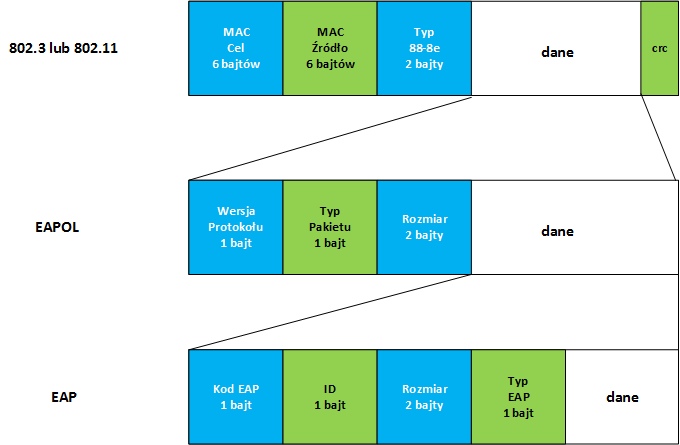 802.3 lub 802.11
MAC
Cel
6 bajtów
MAC
Źródło
6 bajtów
Typ
88-8e
2 bajty
dane
crc
EAPOL
Wersja
Protokołu
1 bajt
Typ
Pakietu
1 bajt
Rozmiar
2 bajty
dane
EAP
Kod EAP
1 bajt
ID
1 bajt
Rozmiar
2 bajty
Typ
EAP
1 bajt
dane